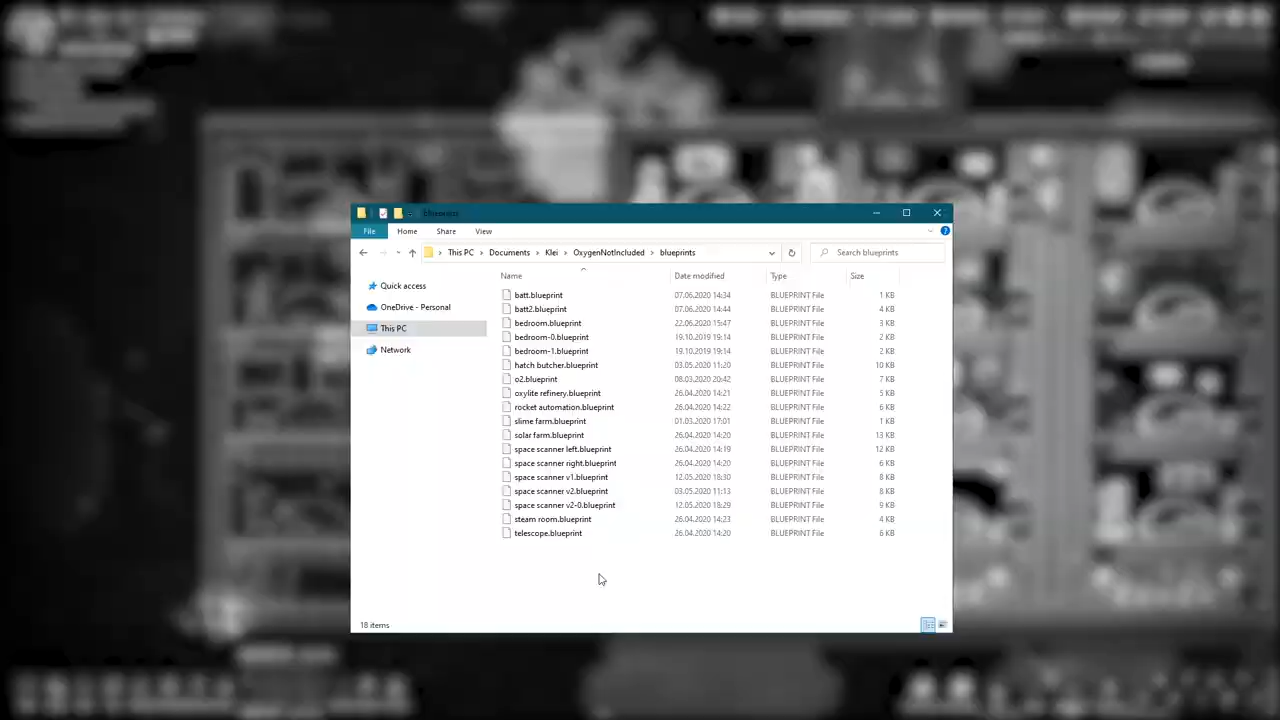 blueprints
File Home Share View
This PC Documents Klei OxygenNotIncluded blueprints Search blueprints
Name Date modified Type Size
Quick access
OneDrive - Personal
This PC
Network
batt.blueprint 07.06.2020 14:34 BLUEPRINT File 1 KB
batt2.blueprint 07.06.2020 14:44 BLUEPRINT File 4 KB
bedroom.blueprint 22.06.2020 15:47 BLUEPRINT File 3 KB
bedroom-0.blueprint 19.10.2019 19:14 BLUEPRINT File 2 KB
bedroom-1.blueprint 19.10.2019 19:14 BLUEPRINT File 2 KB
hatch butcher.blueprint 03.05.2020 11:20 BLUEPRINT File 10 KB
o2.blueprint 08.03.2020 20:42 BLUEPRINT File 7 KB
oxylite refinery.blueprint 26.04.2020 14:21 BLUEPRINT File 5 KB
rocket automation.blueprint 26.04.2020 14:22 BLUEPRINT File 6 KB
slime farm.blueprint 01.03.2020 17:01 BLUEPRINT File 1 KB
solar farm.blueprint 26.04.2020 14:20 BLUEPRINT File 13 KB
space scanner left.blueprint 26.04.2020 14:19 BLUEPRINT File 12 KB
space scanner right.blueprint 26.04.2020 14:20 BLUEPRINT File 6 KB
space scanner v1.blueprint 12.05.2020 18:30 BLUEPRINT File 8 KB
space scanner v2.blueprint 03.05.2020 11:13 BLUEPRINT File 8 KB
space scanner v2-0.blueprint 12.05.2020 18:29 BLUEPRINT File 9 KB
steam room.blueprint 26.04.2020 14:23 BLUEPRINT File 4 KB
telescope.blueprint 26.04.2020 14:20 BLUEPRINT File 6 KB
18 items